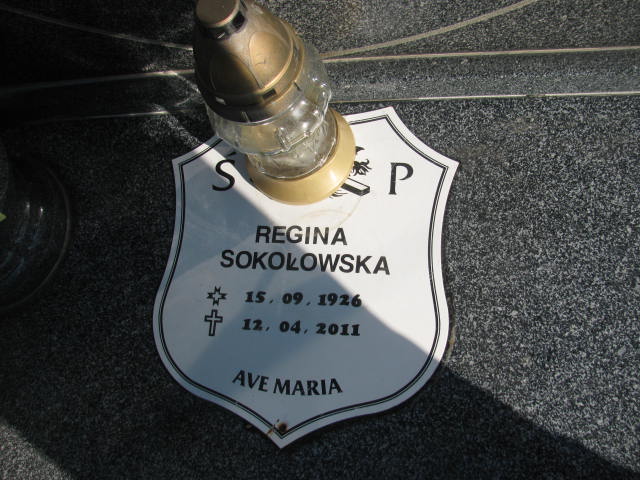 Ś P
REGINA
SOKOŁOWSKA
15. 09. 1926
12. 04. 2011
AVE MARIA